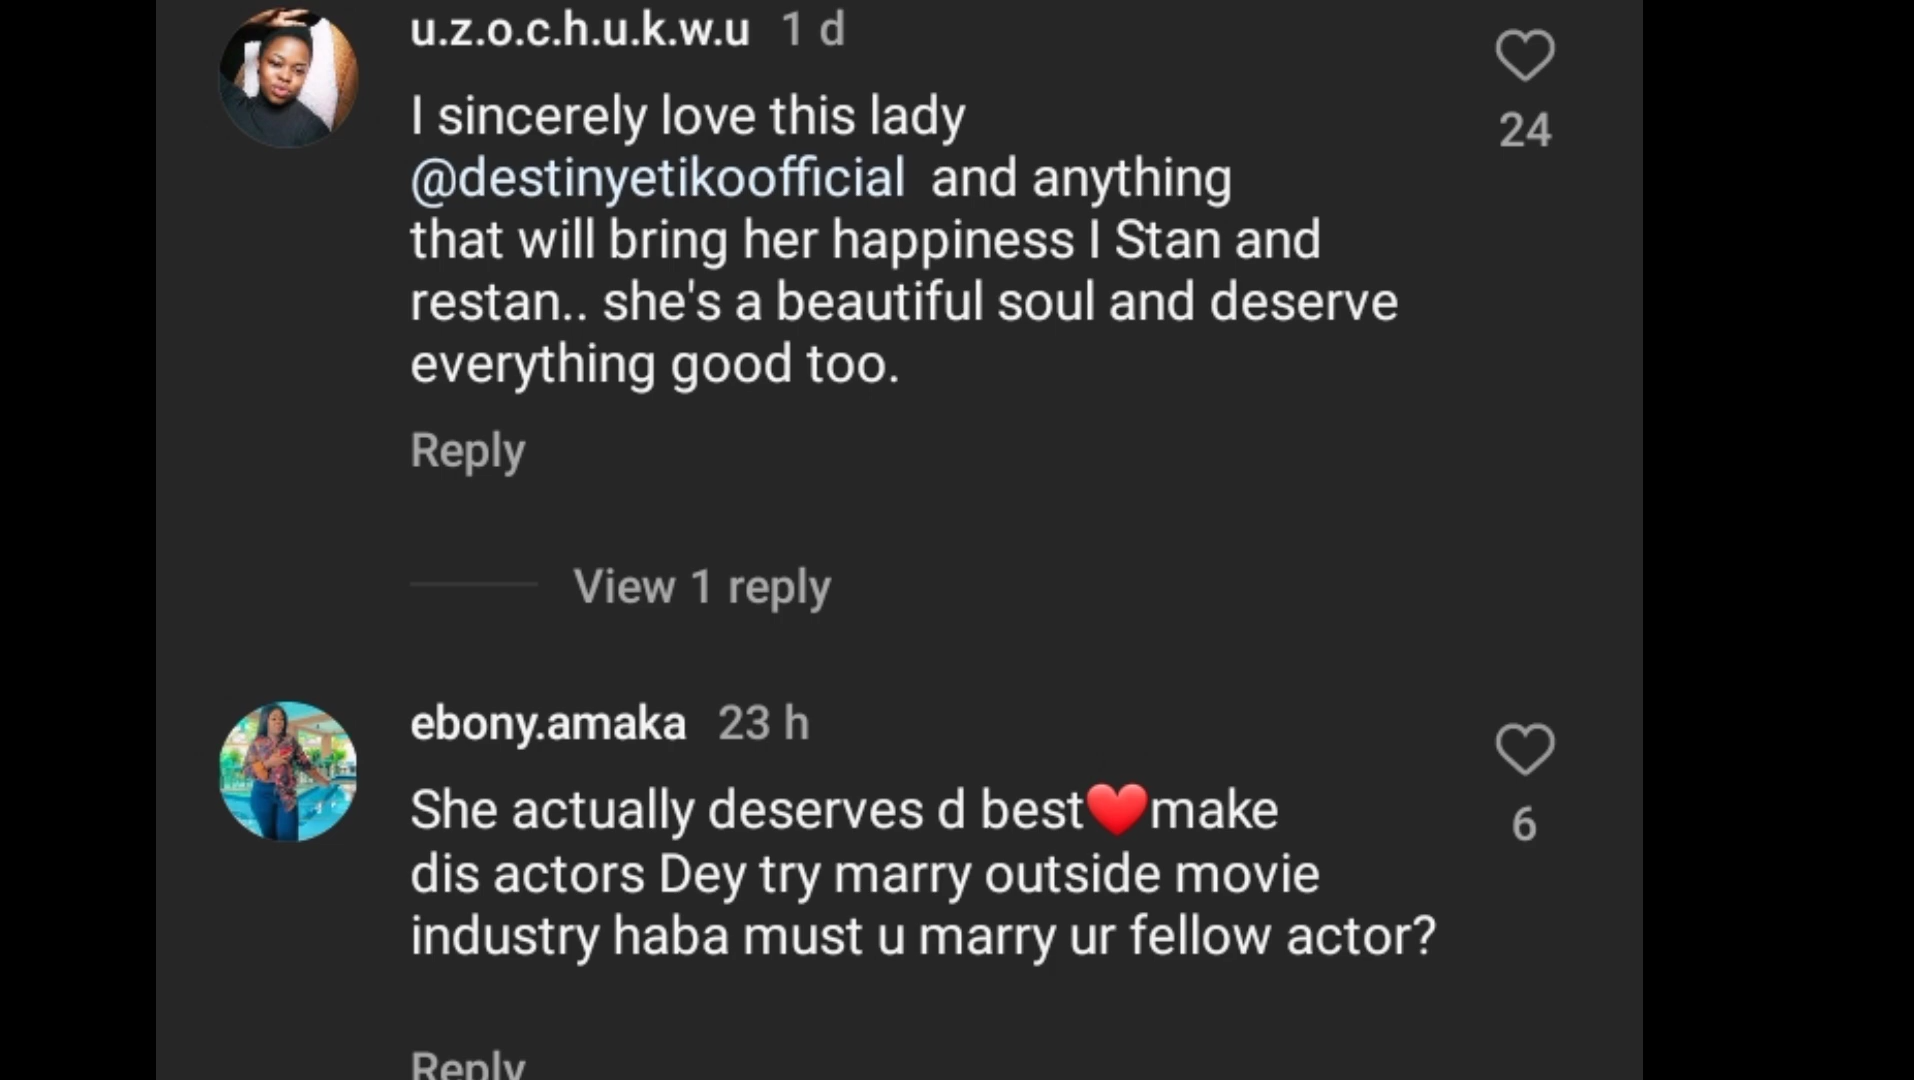 u.z.o.c.h.u.k.w.u 1 d
I sincerely love this lady
@destinyetikoofficial and anything
that will bring her happiness I Stan and
restan.. she's a beautiful soul and deserve
everything good too.
24
Reply
View 1 reply
ebony.amaka 23 h
She actually deserves d best❤️make
dis actors Dey try marry outside movie
industry haba must u marry ur fellow actor?
6
Reply